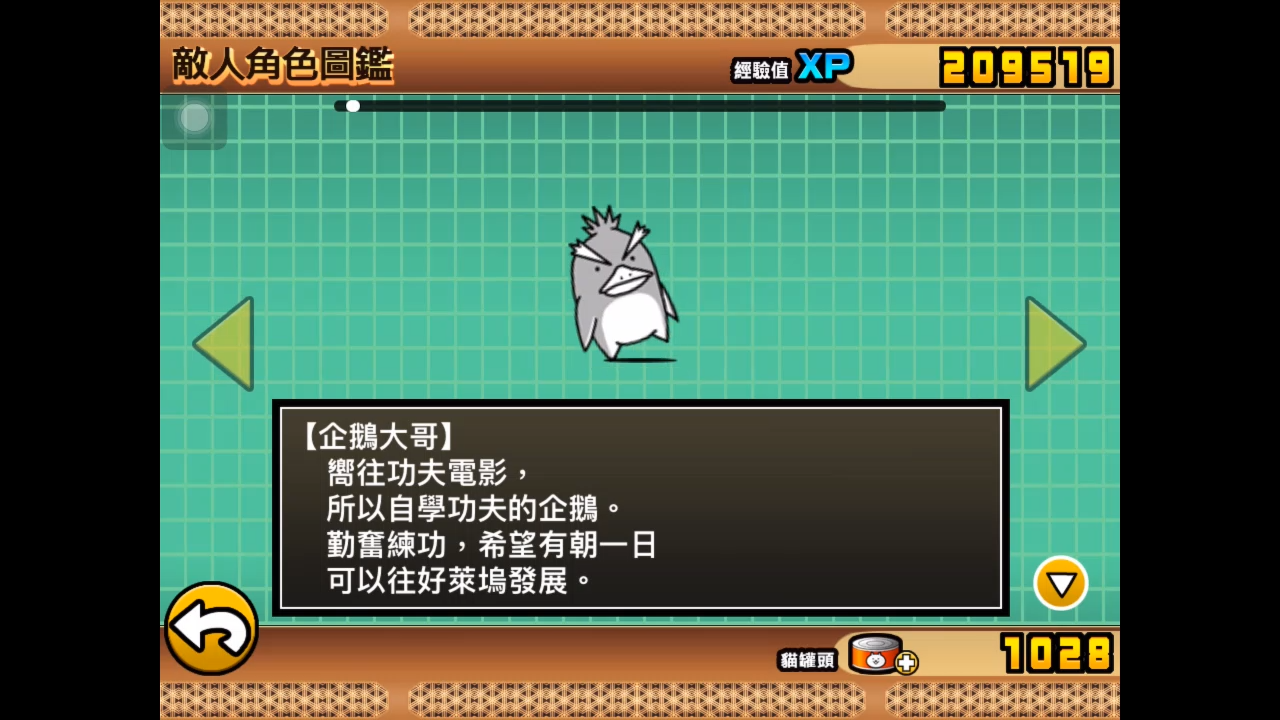 敵人角色圖鑑
經驗值 XP 209519
【企鵝大哥】
嚮往功夫電影，
所以自學功夫的企鵝。
勤奮練功，希望有朝一日
可以往好萊塢發展。
貓罐頭 1028